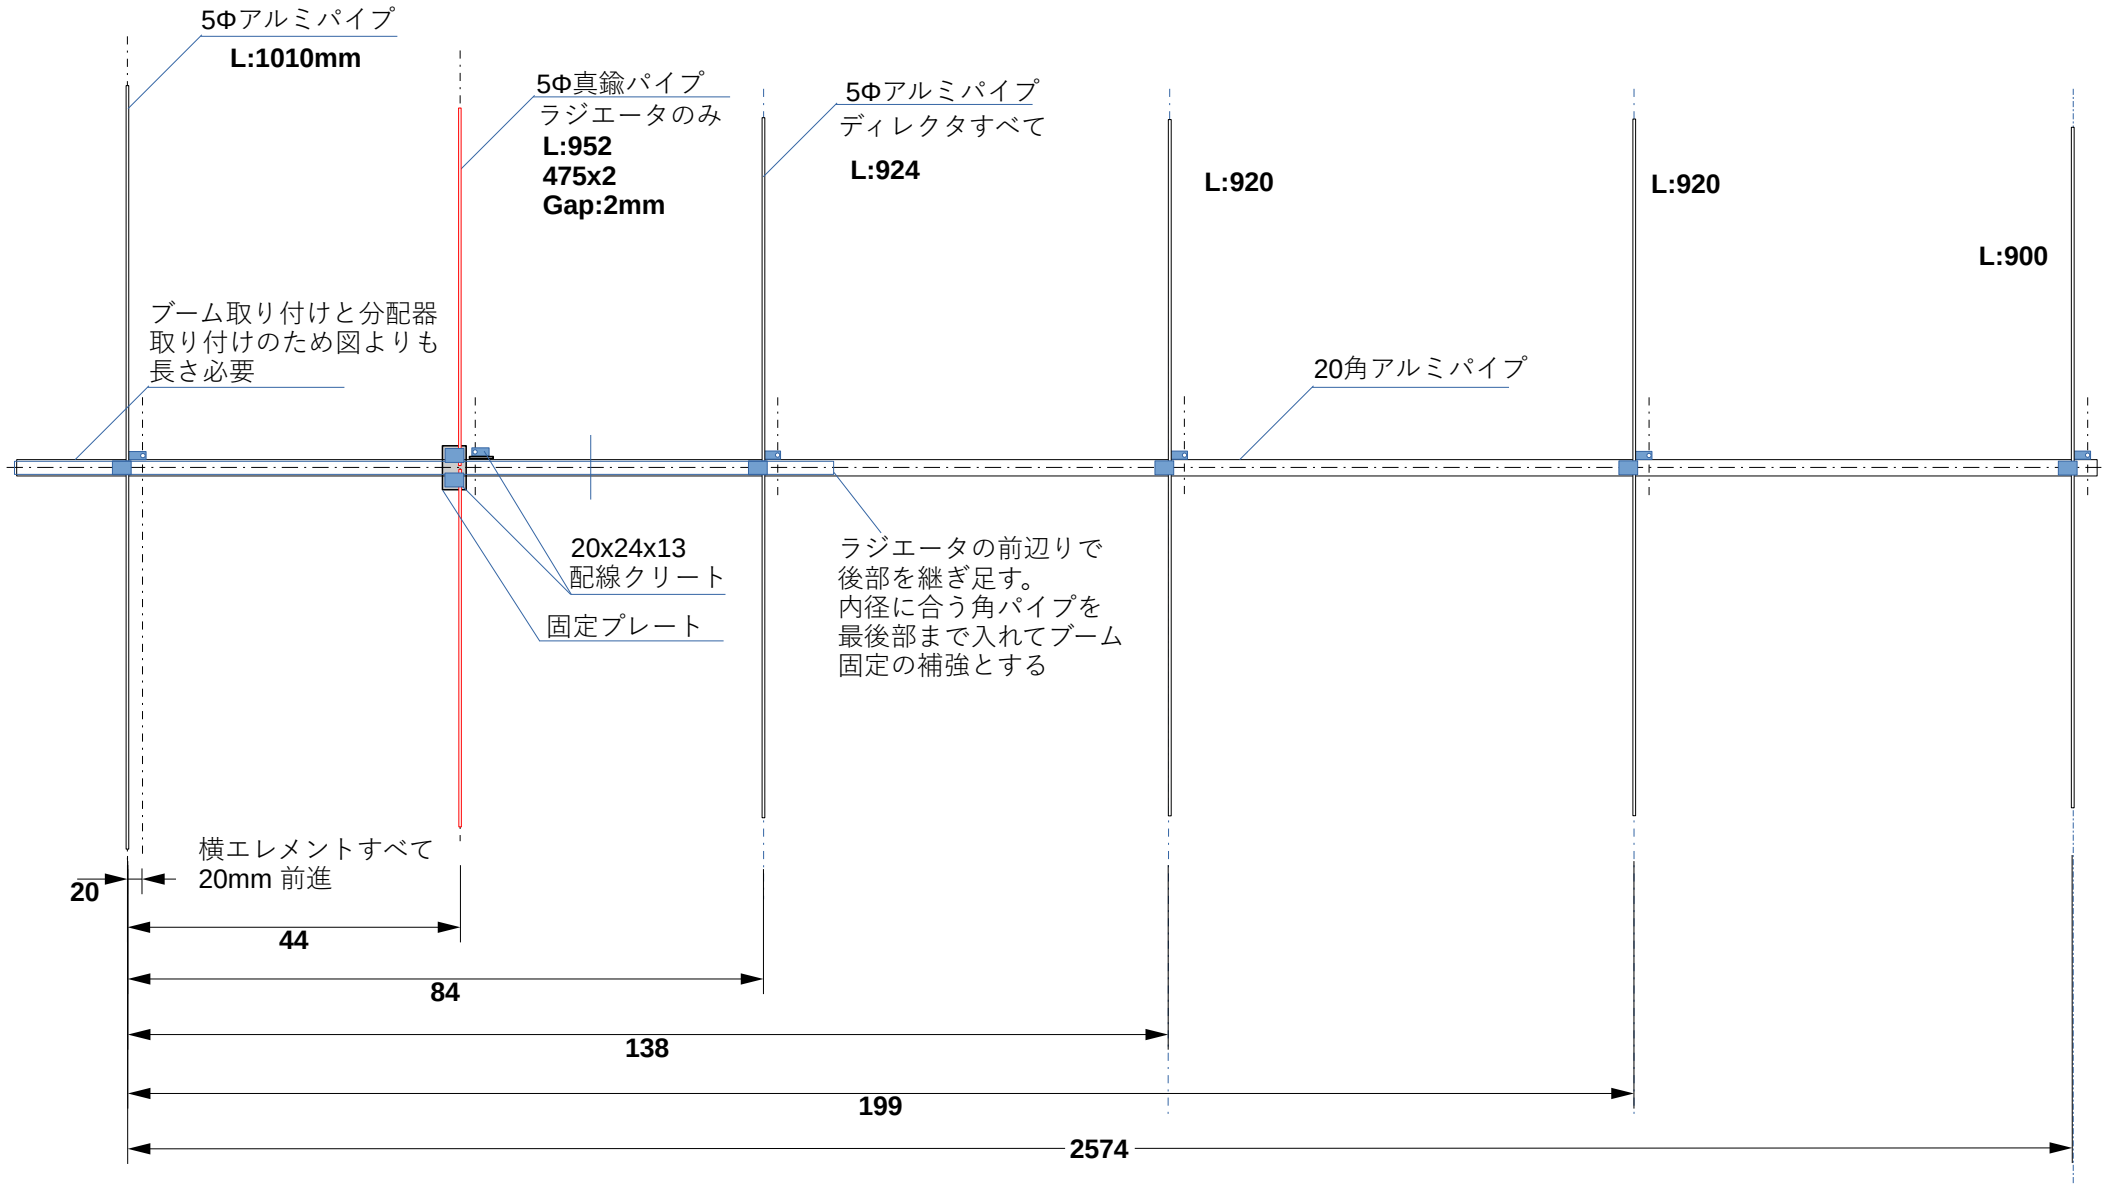 5Φアルミパイプ
L:1010mm
5Φ真鍮パイプ
ラジエータのみ
L:952
475x2
Gap:2mm
5Φアルミパイプ
ディレクタすべて
L:924
L:920
L:920
L:900
ブーム取り付けと分配器
取り付けのため図よりも
長さ必要
20角アルミパイプ
20x24x13
配線クリート
固定プレート
ラジエータの前辺りで
後部を継ぎ足す。
内径に合う角パイプを
最後部まで入れてブーム
固定の補強とする
横エレメントすべて
20mm 前進
20
44
84
138
199
2574